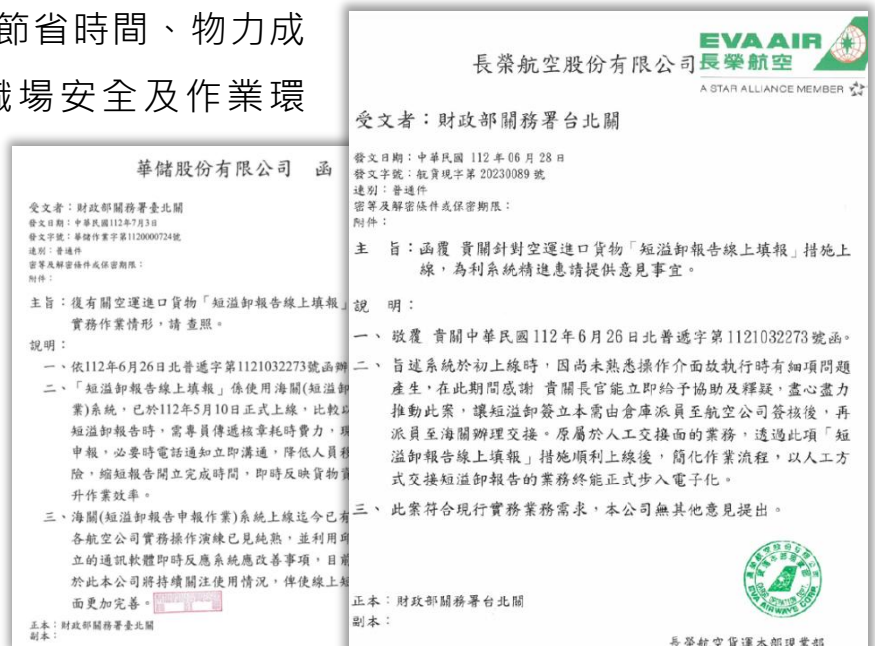 節省時間、物力成
職場安全及作業環
華儲股份有限公司 函
受文者：財政部關務署臺北關
發文日期：中華民國112年7月3日
發文字號：華儲作業字第1120000724號
速別：普通件
密等及解密條件或保密期限：
附件：
主旨：復有關空運進口貨物「短溢卸報告線上填報」
實務作業情形，請 查照。
說明：
一、依112年6月26日北普遞字第1121032273號函辦
二、「短溢卸報告線上填報」係使用海關(短溢卸
業)系統，已於112年5月10日正式上線，比較以
短溢卸報告時，需專員傳遞核章耗時費力，現
申報，必要時電話通知立即溝通，降低人員移
險，縮短報告開立完成時間，即時反映貨物資
升作業效率。
三、海關(短溢卸報告申報作業)系統上線迄今已有
各航空公司實務操作演練已見純熟，並利用
立的通訊軟體即時反應系統應改善事項，目前
於此本公司將持續關注使用情況，俾使線上短
面更加完善。
正本：財政部關務署臺北關
副本：
EVA AIR
長榮航空股份有限公司 長榮航空
A STAR ALLIANCE MEMBER
受文者：財政部關務署台北關
發文日期：中華民國 112 年 06 月 28 日
發文字號：航貨現字第 20230089 號
速別：普通件
密等及解密條件或保密期限：
附件：
主 旨：函覆 貴關針對空運進口貨物「短溢卸報告線上填報」措施上
線，為利系統精進惠請提供意見事宜。
說 明：
一、 敬覆 貴關中華民國 112 年 6 月 26 日北普遞字第 1121032273 號函。
二、 旨述系統於初上線時，因尚未熟悉操作介面故執行時有細項問題
產生，在此期間感謝 貴關長官能立即給予協助及釋疑，盡心盡力
推動此案，讓短溢卸簽立本需由倉庫派員至航空公司簽核後，再
派員至海關辦理交接。原屬於人工交接面的業務，透過此項「短
溢卸報告線上填報」措施順利上線後，簡化作業流程，以人工方
式交接短溢卸報告的業務終能正式步入電子化。
三、 此案符合現行實務業務需求，本公司無其他意見提出。
正本：財政部關務署台北關
副本：
EVA AIRWAYS CORP.
長榮航空貨運本部現業部